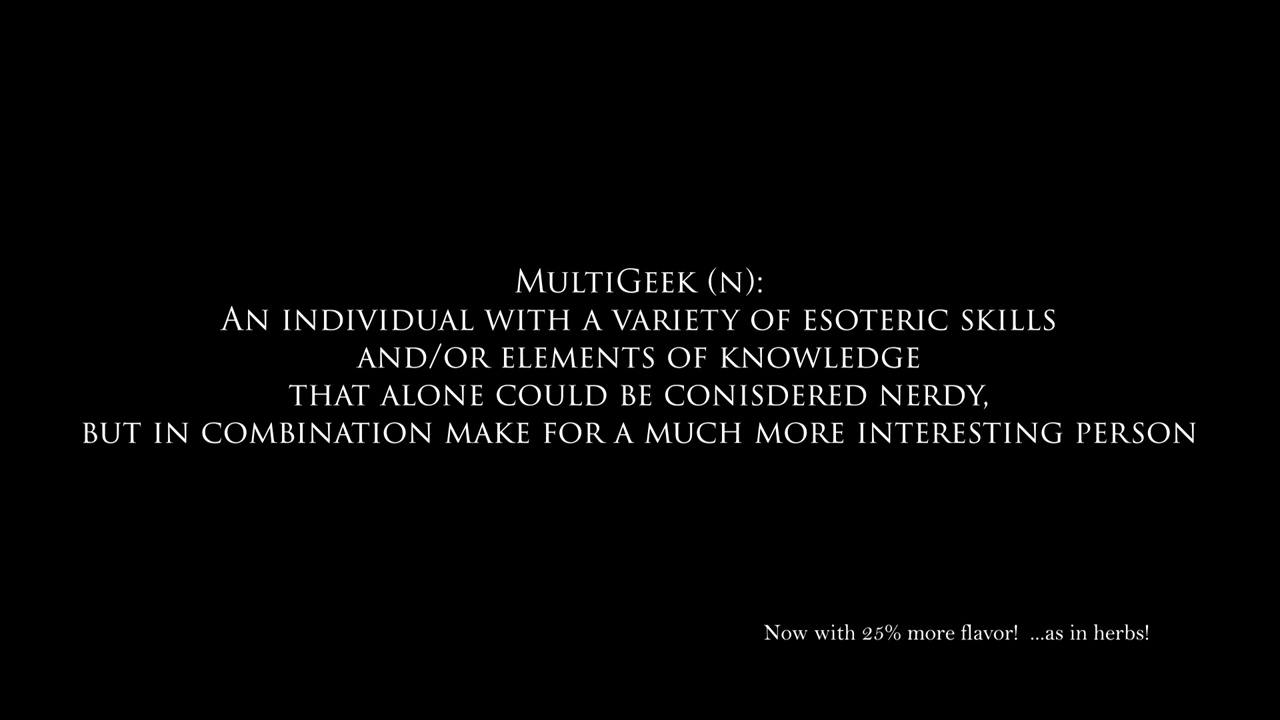 MultiGeek (n):
An individual with a variety of esoteric skills
and/or elements of knowledge
that alone could be conisdered nerdy,
but in combination make for a much more interesting person
Now with 25% more flavor! ...as in herbs!